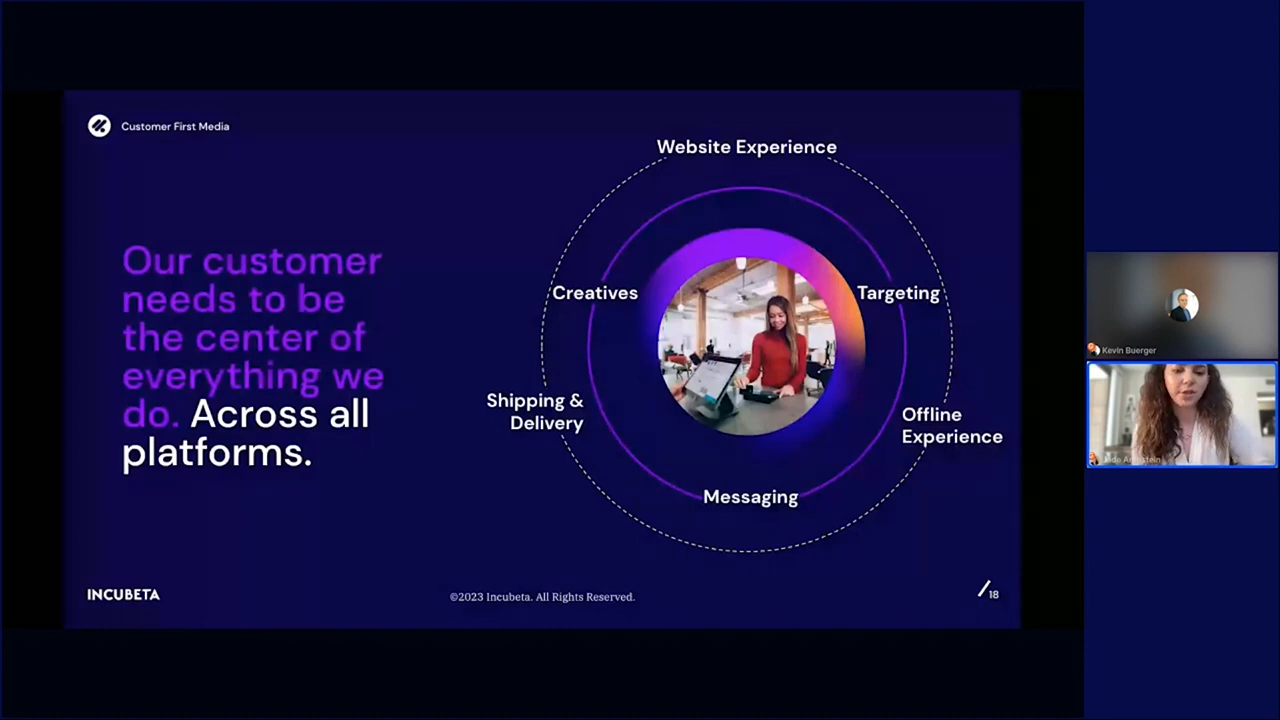 Customer First Media
Our customer
needs to be
the center of
everything we
do. Across all
platforms.
Website Experience
Creatives
Targeting
Shipping &
Delivery
Offline
Experience
Messaging
INCUBETA
©2023 Incubeta. All Rights Reserved.
18
Kevin Buerger